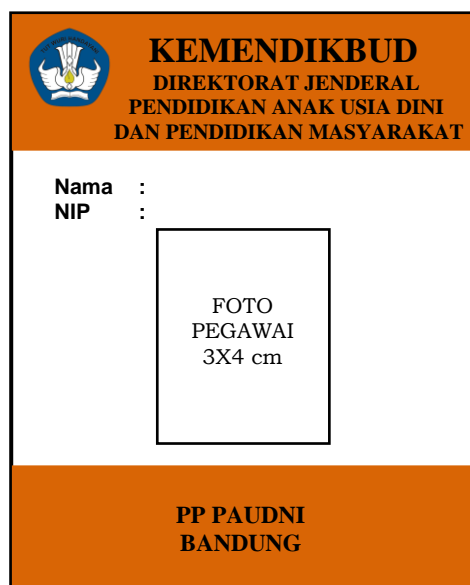 KEMENDIKBUD
DIREKTORAT JENDERAL
PENDIDIKAN ANAK USIA DINI
DAN PENDIDIKAN MASYARAKAT
Nama :
NIP :
FOTO
PEGAWAI
3X4 cm
PP PAUDNI
BANDUNG